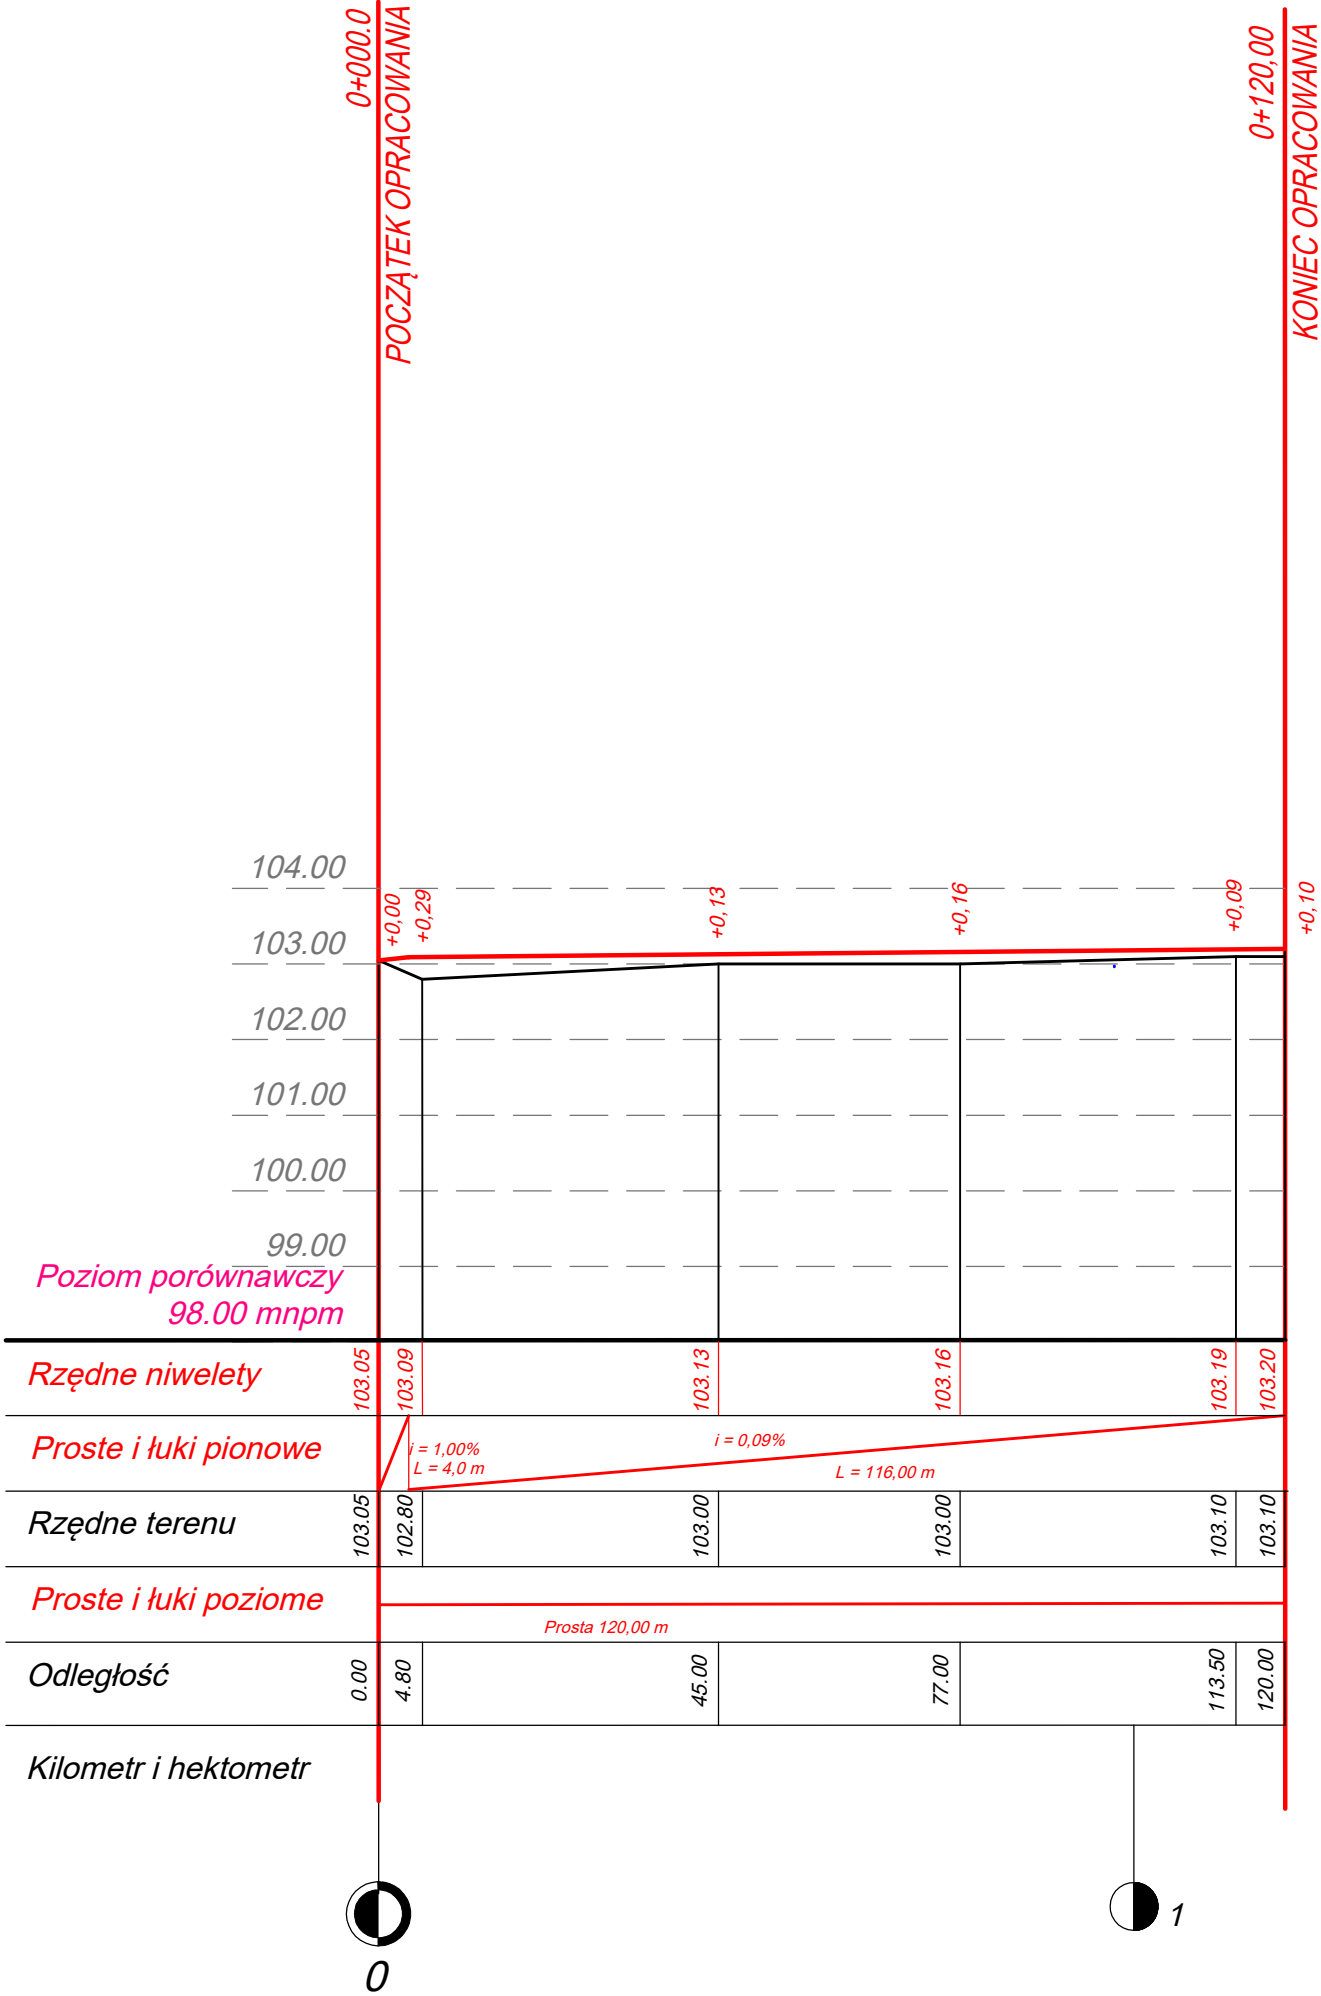 0+000.0
POCZĄTEK OPRACOWANIA
0+120,00
KONIEC OPRACOWANIA
104.00
103.00
102.00
101.00
100.00
99.00
+0,00
+0,29
+0,13
+0,16
+0,09
+0,10
Poziom porównawczy
98.00 mnpm
Rzędne niwelety
103.05
103.09
103.13
103.16
103.19
103.20
Proste i łuki pionowe
i = 1,00%
L = 4,0 m
i = 0,09%
L = 116,00 m
Rzędne terenu
103.05
102.80
103.00
103.00
103.10
103.10
Proste i łuki poziome
Prosta 120,00 m
Odległość
0.00
4.80
45.00
77.00
113.50
120.00
Kilometr i hektometr
0
1